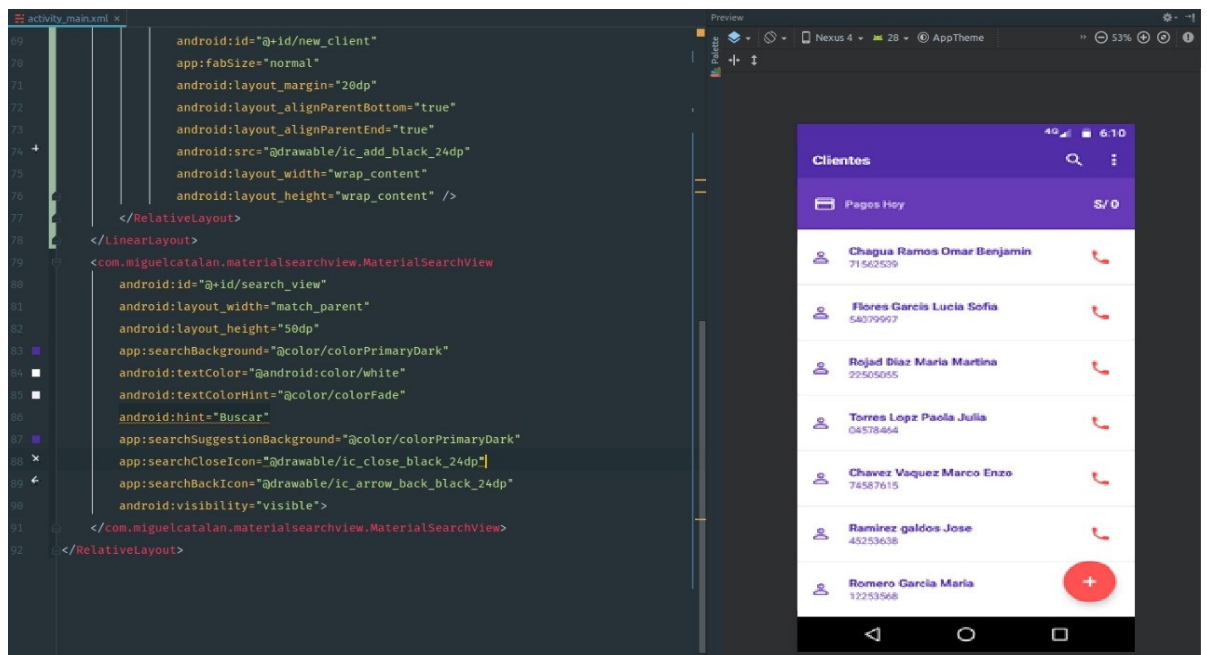 activity_main.xml ×
69 android:id="@+id/new_client"
70 app:fabSize="normal"
71 android:layout_margin="20dp"
72 android:layout_alignParentBottom="true"
73 android:layout_alignParentEnd="true"
74 android:src="@drawable/ic_add_black_24dp"
75 android:layout_width="wrap_content"
76 android:layout_height="wrap_content" />
77 </RelativeLayout>
78 </LinearLayout>
79 <com.miguelcatalan.materialsearchview.MaterialSearchView
80 android:id="@+id/search_view"
81 android:layout_width="match_parent"
82 android:layout_height="50dp"
83 app:searchBackground="@color/colorPrimaryDark"
84 android:textColor="@android:color/white"
85 android:textColorHint="@color/colorFade"
86 android:hint="Buscar"
87 app:searchSuggestionBackground="@color/colorPrimaryDark"
88 app:searchCloseIcon="@drawable/ic_close_black_24dp"
89 app:searchBackIcon="@drawable/ic_arrow_back_black_24dp"
90 android:visibility="visible">
91 </com.miguelcatalan.materialsearchview.MaterialSearchView>
92 </RelativeLayout>
Preview
Palette
Nexus 4 28 AppTheme » 53%
4G 6:10
Clientes
Pagos Hoy S/ 0
Chagua Ramos Omar Benjamin
71562539
Flores Garcis Lucia Sofia
54079997
Rojad Diaz Maria Martina
22505055
Torres Lopz Paola Julia
04578464
Chavez Vaquez Marco Enzo
74587615
Ramirez galdos Jose
45253638
Romero Garcia Maria
12253568